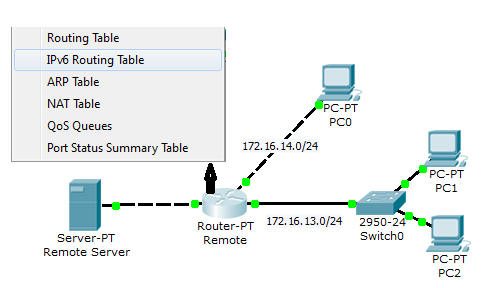 Routing Table
IPv6 Routing Table
ARP Table
NAT Table
QoS Queues
Port Status Summary Table
PC-PT
PC0
172.16.14.0/24
PC-PT
PC1
Server-PT
Remote Server
Router-PT
Remote
172.16.13.0/24
2950-24
Switch0
PC-PT
PC2